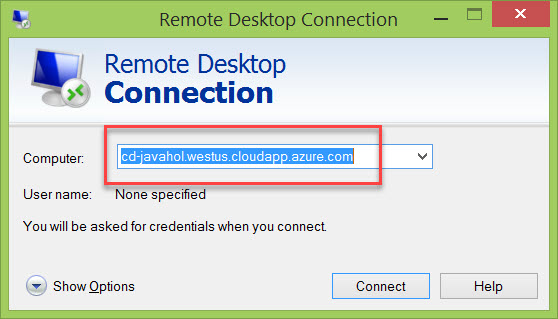 Remote Desktop Connection
Remote Desktop
Connection
Computer: cd-javahol.westus.cloudapp.azure.com
User name: None specified
You will be asked for credentials when you connect.
Show Options Connect Help